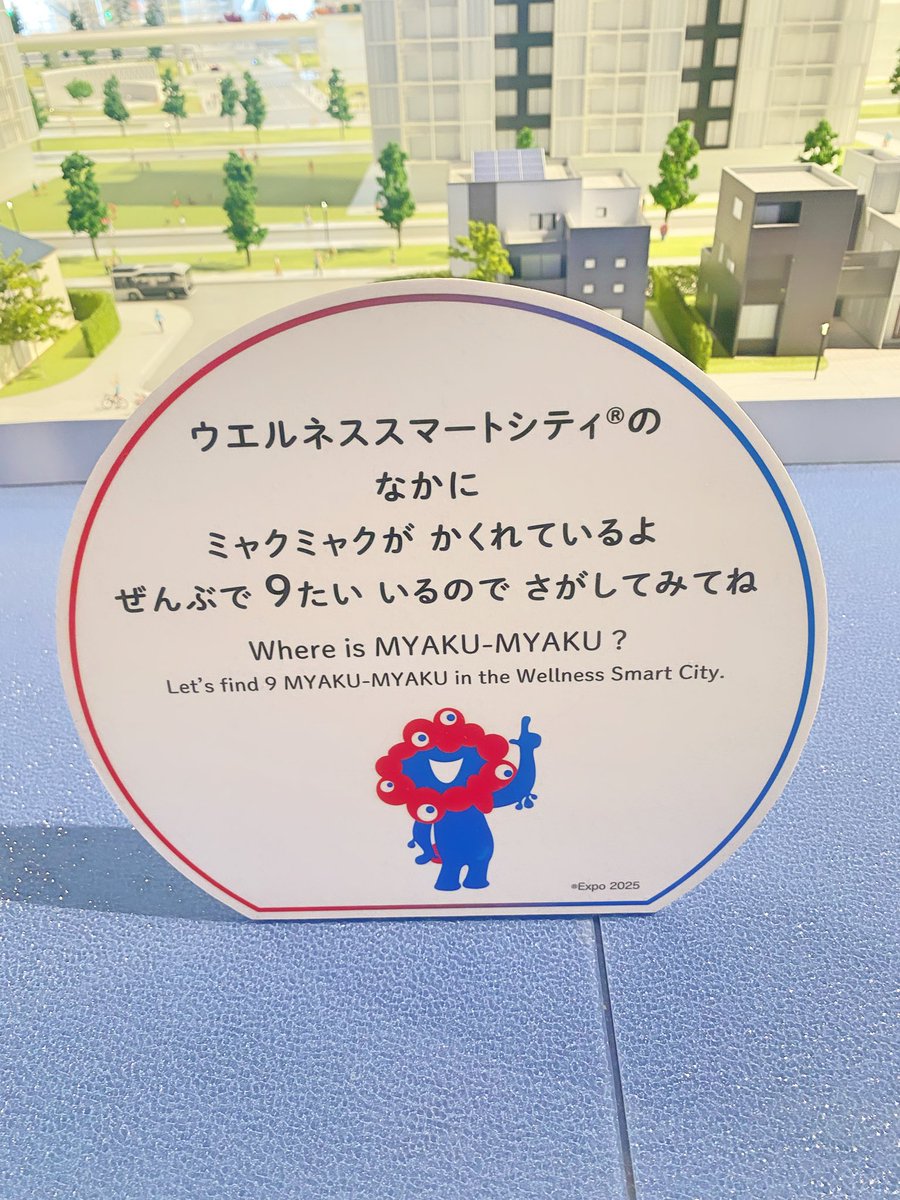 ウエルネススマートシティ®の
なかに
ミャクミャクが かくれているよ
ぜんぶで 9たい いるので さがしてみてね
Where is MYAKU-MYAKU ?
Let's find 9 MYAKU-MYAKU in the Wellness Smart City.
©Expo 2025